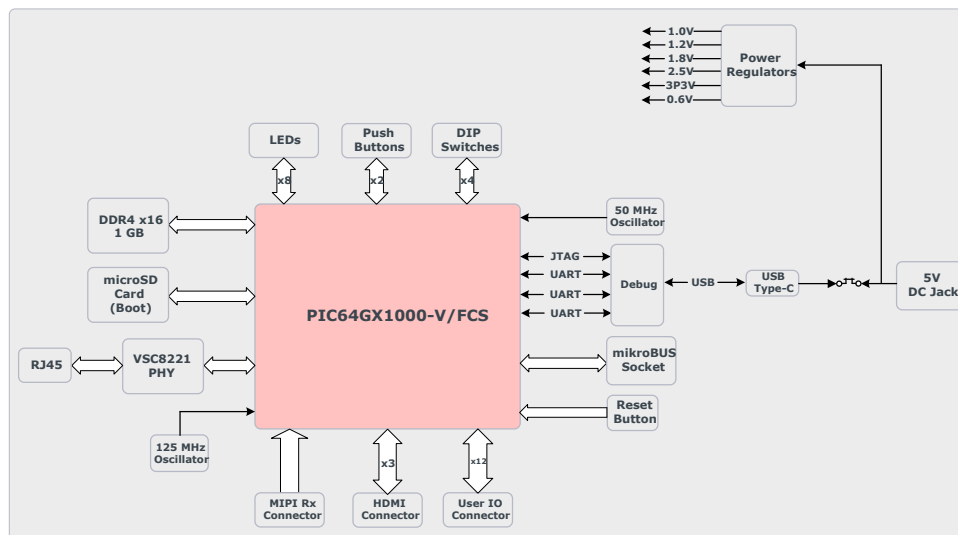 1.0V
1.2V
1.8V
2.5V
3P3V
0.6V
Power
Regulators
LEDs
Push
Buttons
DIP
Switches
x8
x2
x4
DDR4 x16
1 GB
50 MHz
Oscillator
JTAG
UART
UART
UART
Debug
USB
USB
Type-C
5V
DC Jack
microSD
Card
(Boot)
PIC64GX1000-V/FCS
RJ45
VSC8221
PHY
mikroBUS
Socket
Reset
Button
125 MHz
Oscillator
x3
x12
MIPI Rx
Connector
HDMI
Connector
User IO
Connector